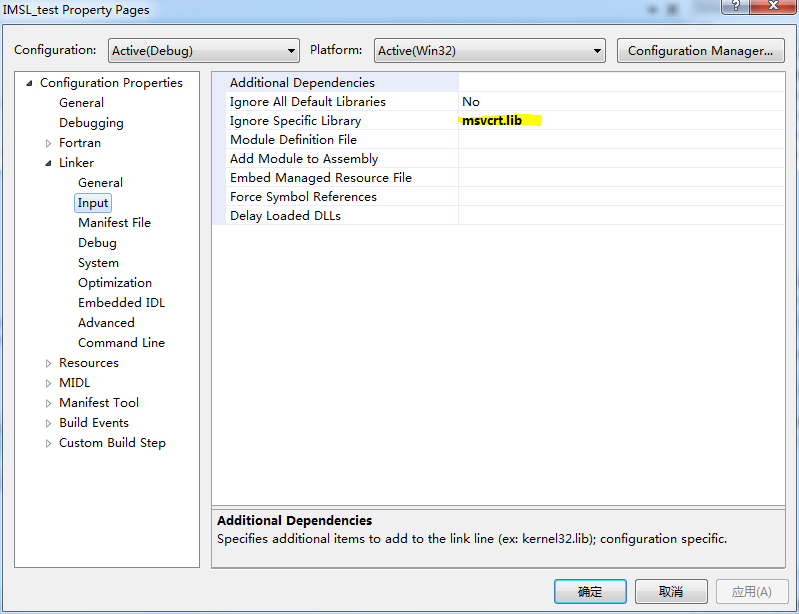 IMSL_test Property Pages
Configuration: Active(Debug) Platform: Active(Win32) Configuration Manager...
Configuration Properties
General
Debugging
Fortran
Linker
General
Input
Manifest File
Debug
System
Optimization
Embedded IDL
Advanced
Command Line
Resources
MIDL
Manifest Tool
Build Events
Custom Build Step
Additional Dependencies
Ignore All Default Libraries No
Ignore Specific Library msvcrt.lib
Module Definition File
Add Module to Assembly
Embed Managed Resource File
Force Symbol References
Delay Loaded DLLs
Additional Dependencies
Specifies additional items to add to the link line (ex: kernel32.lib); configuration specific.
确定 取消 应用(A)